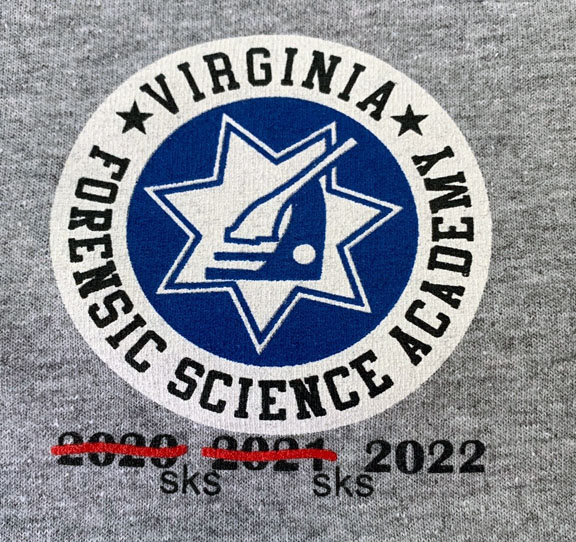 ★VIRGINIA★
FORENSIC SCIENCE ACADEMY
2020 2021 2022
sks sks